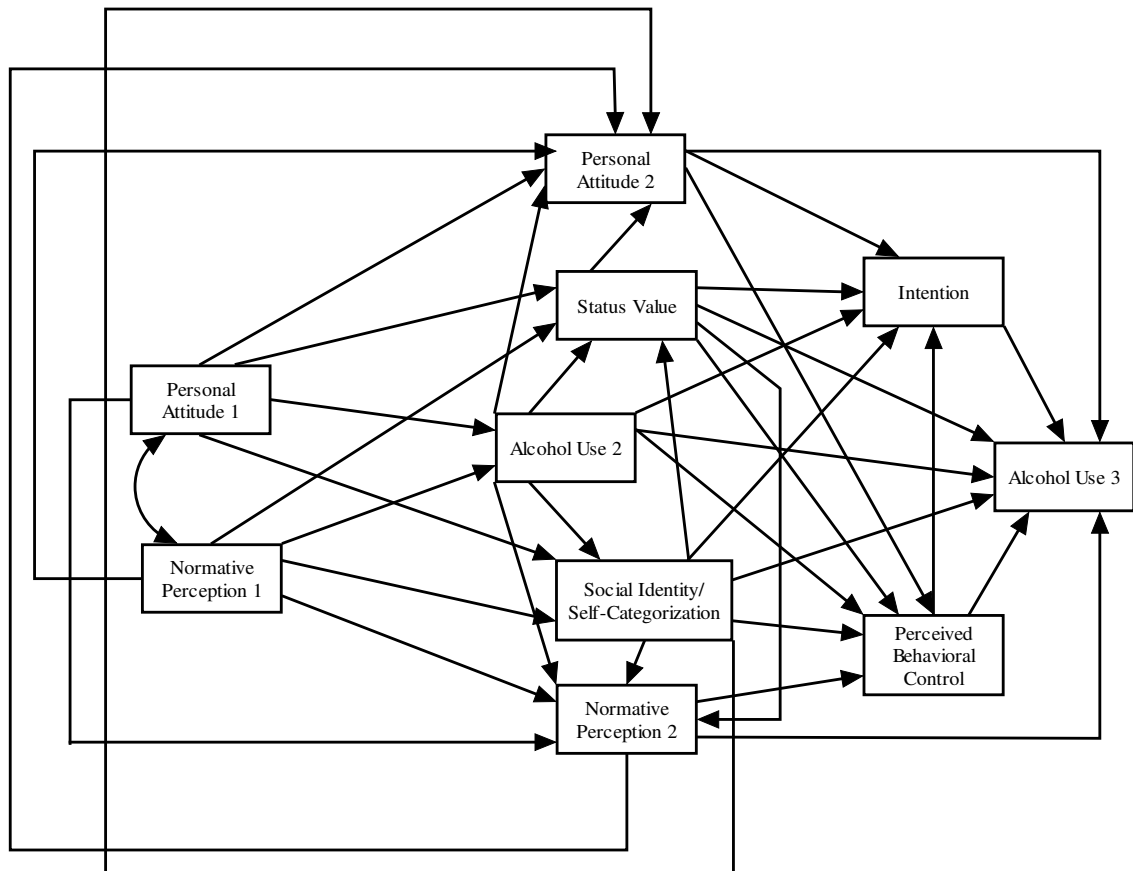 Personal
Attitude 2
Status Value
Intention
Personal
Attitude 1
Alcohol Use 2
Alcohol Use 3
Normative
Perception 1
Social Identity/
Self-Categorization
Perceived
Behavioral
Control
Normative
Perception 2